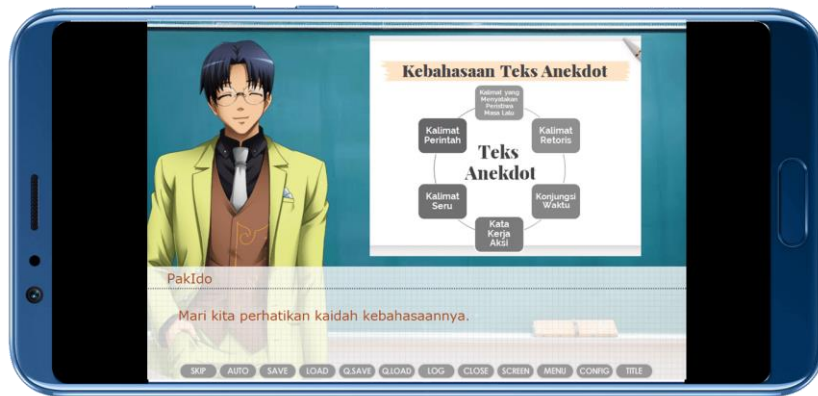 Kebahasaan Teks Anekdot
Kalimat yang
Menyatakan
Peristiwa
Masa Lalu
Kalimat
Perintah
Kalimat
Retoris
Teks
Anekdot
Kalimat
Seru
Konjungsi
Waktu
Kata
Kerja
Aksi
PakIdo
Mari kita perhatikan kaidah kebahasaannya.
SKIP AUTO SAVE LOAD Q.SAVE Q.LOAD LOG CLOSE SCREEN MENU CONFIG TITLE